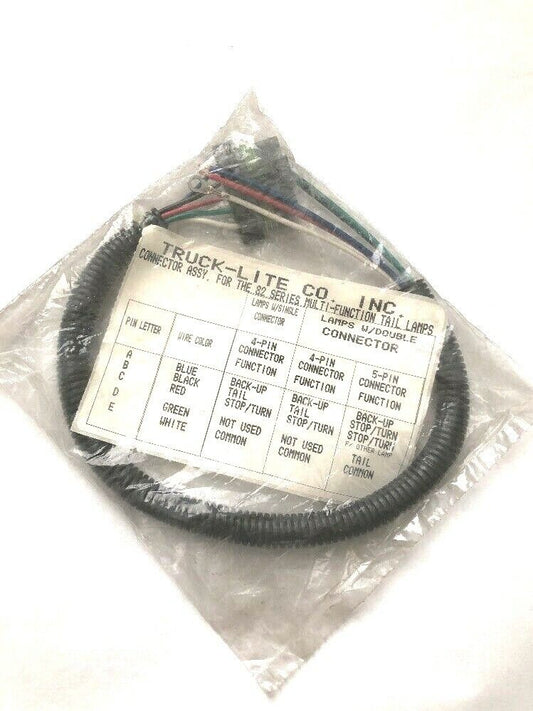 TRUCK-LITE CO. INC.
CONNECTOR ASSY. FOR THE 82 SERIES MULTI-FUNCTION TAIL LAMPS
LAMPS W/SINGLE CONNECTOR
LAMPS W/DOUBLE CONNECTOR
PIN LETTER WIRE COLOR 4-PIN CONNECTOR FUNCTION 4-PIN CONNECTOR FUNCTION 5-PIN CONNECTOR FUNCTION
A BLUE BACK-UP BACK-UP BACK-UP
B BLACK TAIL TAIL STOP/TURN
C RED STOP/TURN STOP/TURN STOP/TURN
F/ OTHER LAMP
D GREEN NOT USED NOT USED TAIL
E WHITE COMMON COMMON COMMON